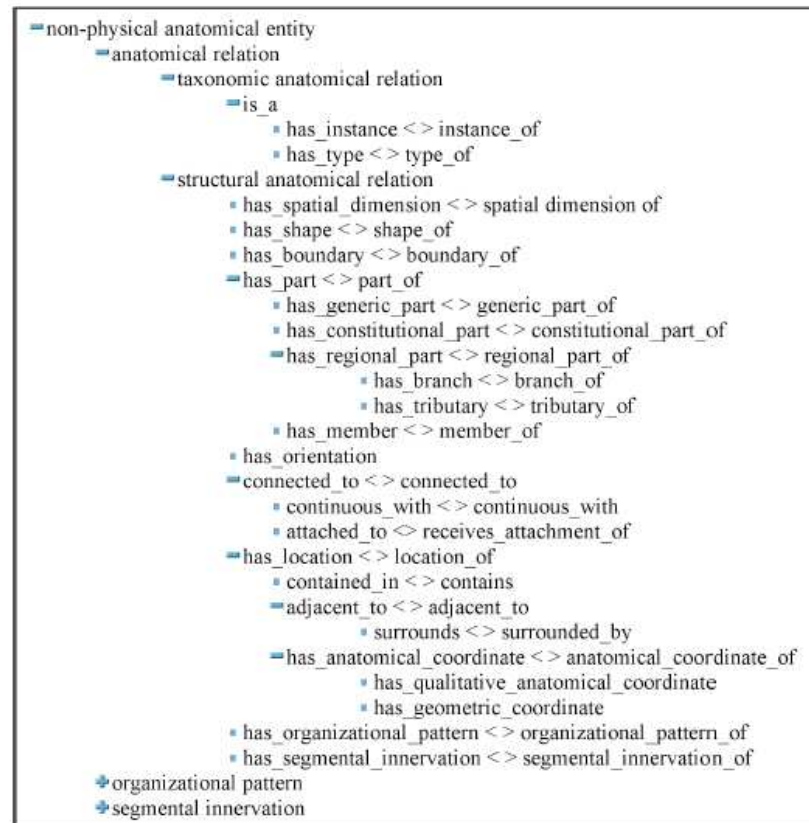 non-physical anatomical entity
anatomical relation
taxonomic anatomical relation
is_a
has_instance < > instance_of
has_type < > type_of
structural anatomical relation
has_spatial_dimension < > spatial dimension of
has_shape < > shape_of
has_boundary < > boundary_of
has_part < > part_of
has_generic_part < > generic_part_of
has_constitutional_part < > constitutional_part_of
has_regional_part < > regional_part_of
has_branch < > branch_of
has_tributary < > tributary_of
has_member < > member_of
has_orientation
connected_to < > connected_to
continuous_with < > continuous_with
attached_to <> receives_attachment_of
has_location < > location_of
contained_in < > contains
adjacent_to < > adjacent_to
surrounds < > surrounded_by
has_anatomical_coordinate < > anatomical_coordinate_of
has_qualitative_anatomical_coordinate
has_geometric_coordinate
has_organizational_pattern < > organizational_pattern_of
has_segmental_innervation < > segmental_innervation_of
organizational pattern
segmental innervation